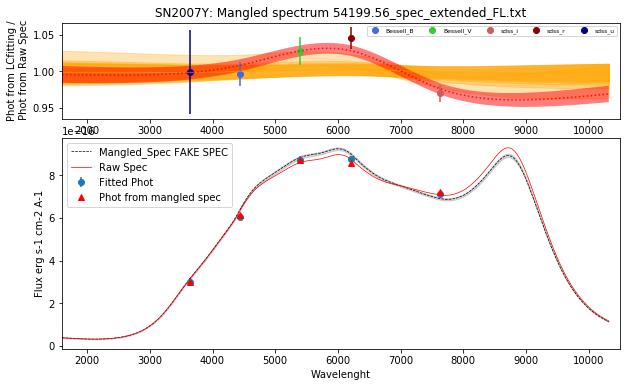 SN2007Y: Mangled spectrum 54199.56_spec_extended_FL.txt
Phot from LCfitting /
Phot from Raw Spec
1.05
1.00
0.95
Bessell_B
Bessell_V
sdss_i
sdss_r
sdss_u
2000 3000 4000 5000 6000 7000 8000 9000 10000
1e−16
Flux erg s-1 cm-2 A-1
8
6
4
2
0
Mangled_Spec FAKE SPEC
Raw Spec
Fitted Phot
Phot from mangled spec
2000 3000 4000 5000 6000 7000 8000 9000 10000
Wavelenght